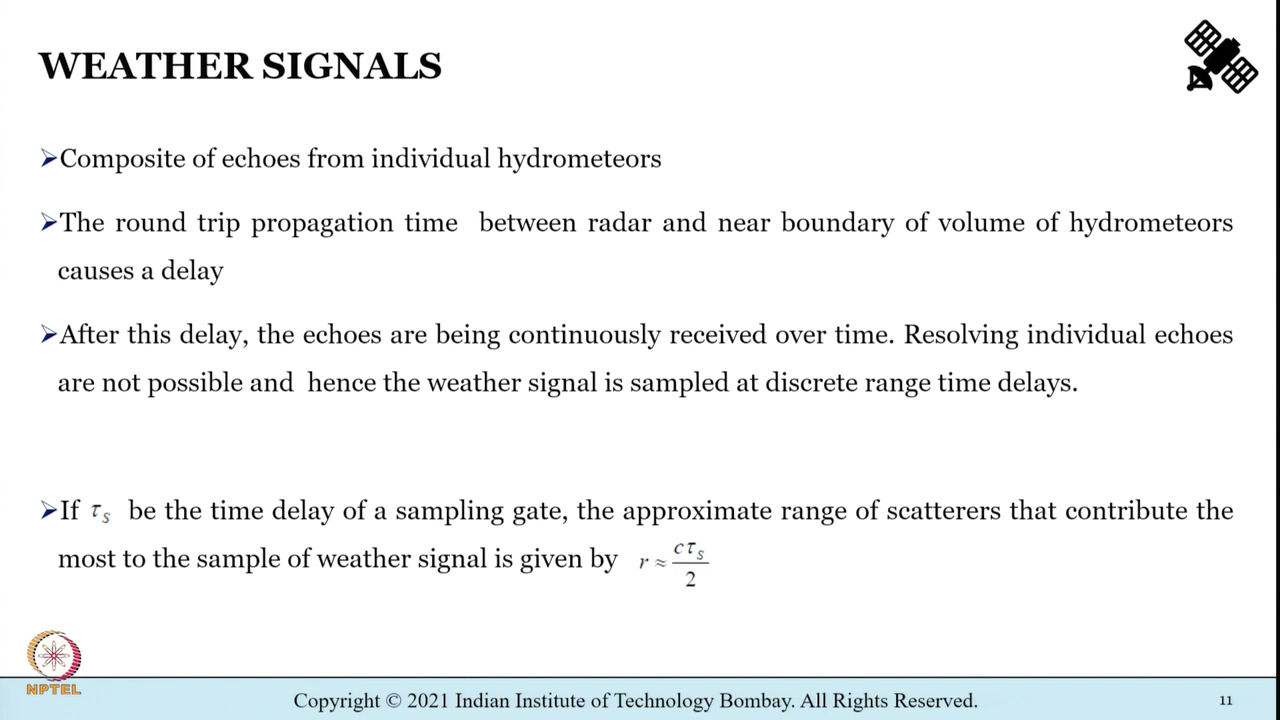 WEATHER SIGNALS
➢Composite of echoes from individual hydrometeors
➢The round trip propagation time between radar and near boundary of volume of hydrometeors
causes a delay
➢After this delay, the echoes are being continuously received over time. Resolving individual echoes
are not possible and hence the weather signal is sampled at discrete range time delays.
➢If τ_S be the time delay of a sampling gate, the approximate range of scatterers that contribute the
most to the sample of weather signal is given by r ≈ cτ_S/2
NPTEL
Copyright © 2021 Indian Institute of Technology Bombay. All Rights Reserved.
11